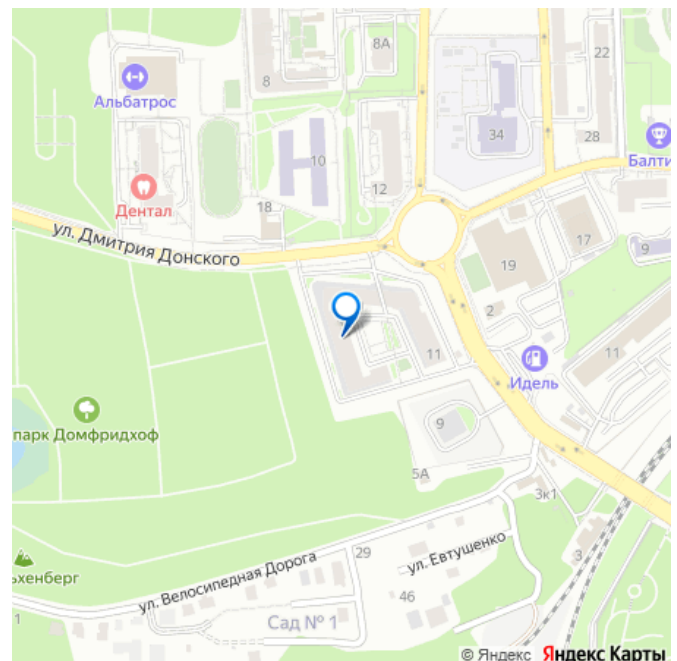 8А
22
8
Альбатрос
34
10
28
Балти
12
Дентал
18
ул. Дмитрия Донского
17
9
19
2
11
11
Идель
9
парк Домфридхоф
5А
3к1
ул. Евтушенко
3
29
ьхенберг
ул. Велосипедная Дорога
46
1
Сад № 1
© Яндекс Яндекс Карты